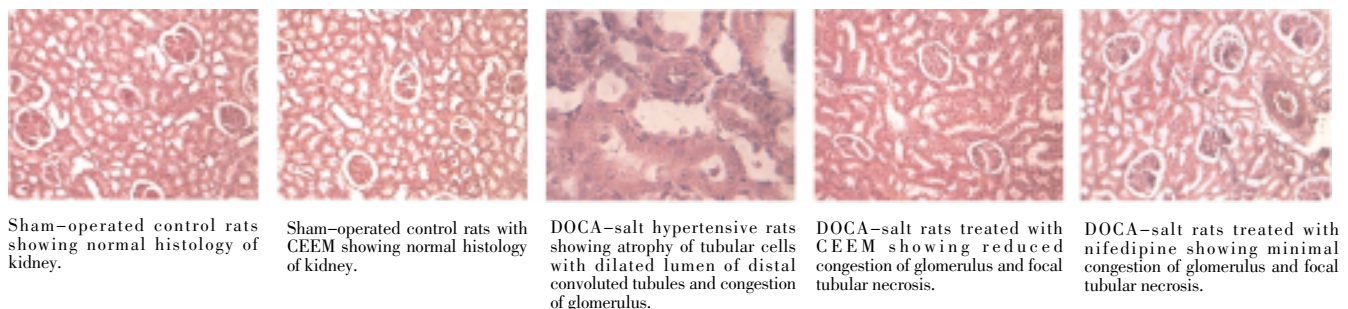 Sham-operated control rats
showing normal histology of
kidney.
Sham-operated control rats with
CEEM showing normal histology
of kidney.
DOCA-salt hypertensive rats
showing atrophy of tubular cells
with dilated lumen of distal
convoluted tubules and congestion
of glomerulus.
DOCA-salt rats treated with
CEEM showing reduced
congestion of glomerulus and focal
tubular necrosis.
DOCA-salt rats treated with
nifedipine showing minimal
congestion of glomerulus and focal
tubular necrosis.